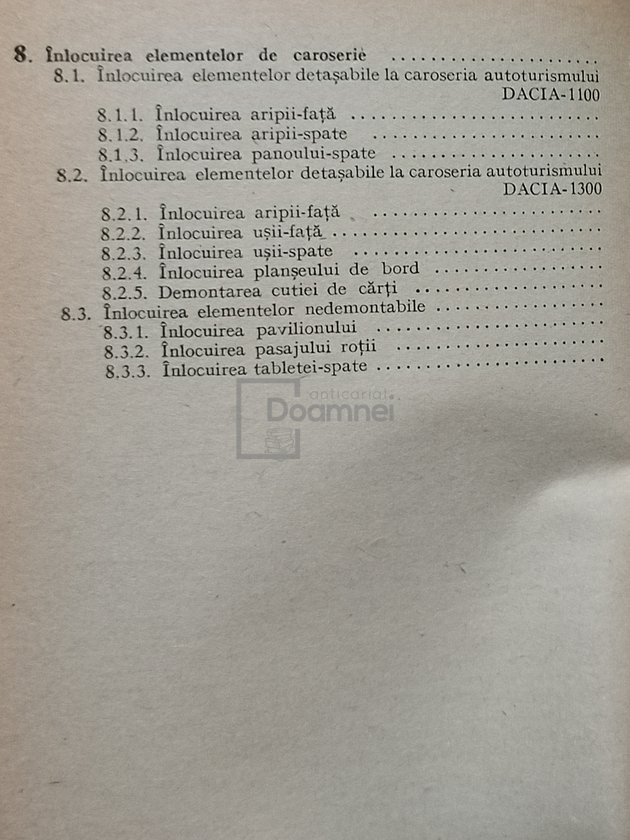 8. Înlocuirea elementelor de caroserie ......................
8.1. Înlocuirea elementelor detașabile la caroseria autoturismului
DACIA-1100
8.1.1. Înlocuirea aripii-față .........................
8.1.2. Înlocuirea aripii-spate .......................
8.1.3. Înlocuirea panoului-spate .....................
8.2. Înlocuirea elementelor detașabile la caroseria autoturismului
DACIA-1300
8.2.1. Înlocuirea aripii-față .......................
8.2.2. Înlocuirea ușii-față ...........................
8.2.3. Înlocuirea ușii-spate .........................
8.2.4. Înlocuirea planșeului de bord .................
8.2.5. Demontarea cutiei de cărți ...................
8.3. Înlocuirea elementelor nedemontabile .................
8.3.1. Înlocuirea pavilionului .......................
8.3.2. Înlocuirea pasajului roții .....................
8.3.3. Înlocuirea tabletei-spate .......................
anticariat
Doamnei